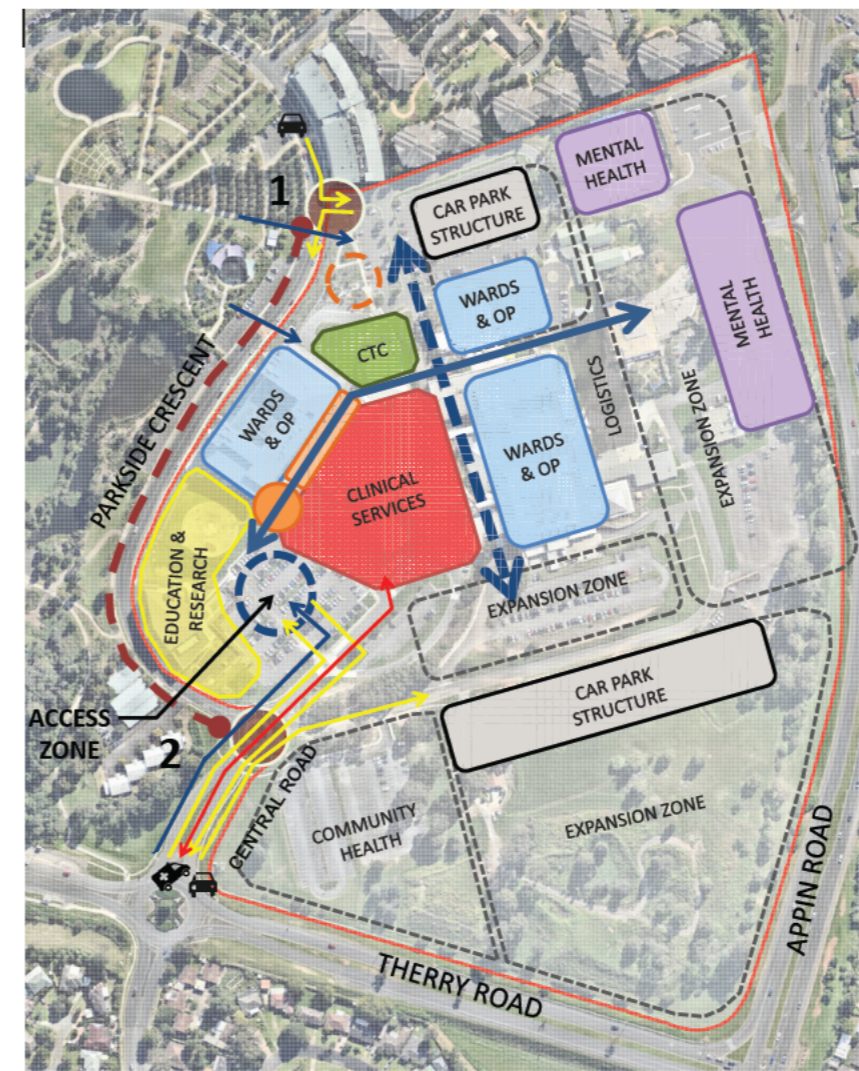 1
MENTAL
HEALTH
CAR PARK
STRUCTURE
WARDS
& OP
MENTAL
HEALTH
CTC
PARKSIDE CRESCENT
WARDS
& OP
LOGISTICS
WARDS
& OP
EXPANSION ZONE
CLINICAL
SERVICES
EDUCATION &
RESEARCH
EXPANSION ZONE
CAR PARK
STRUCTURE
ACCESS
ZONE
2
CENTRAL ROAD
COMMUNITY
HEALTH
EXPANSION ZONE
APPIN ROAD
THERRY ROAD